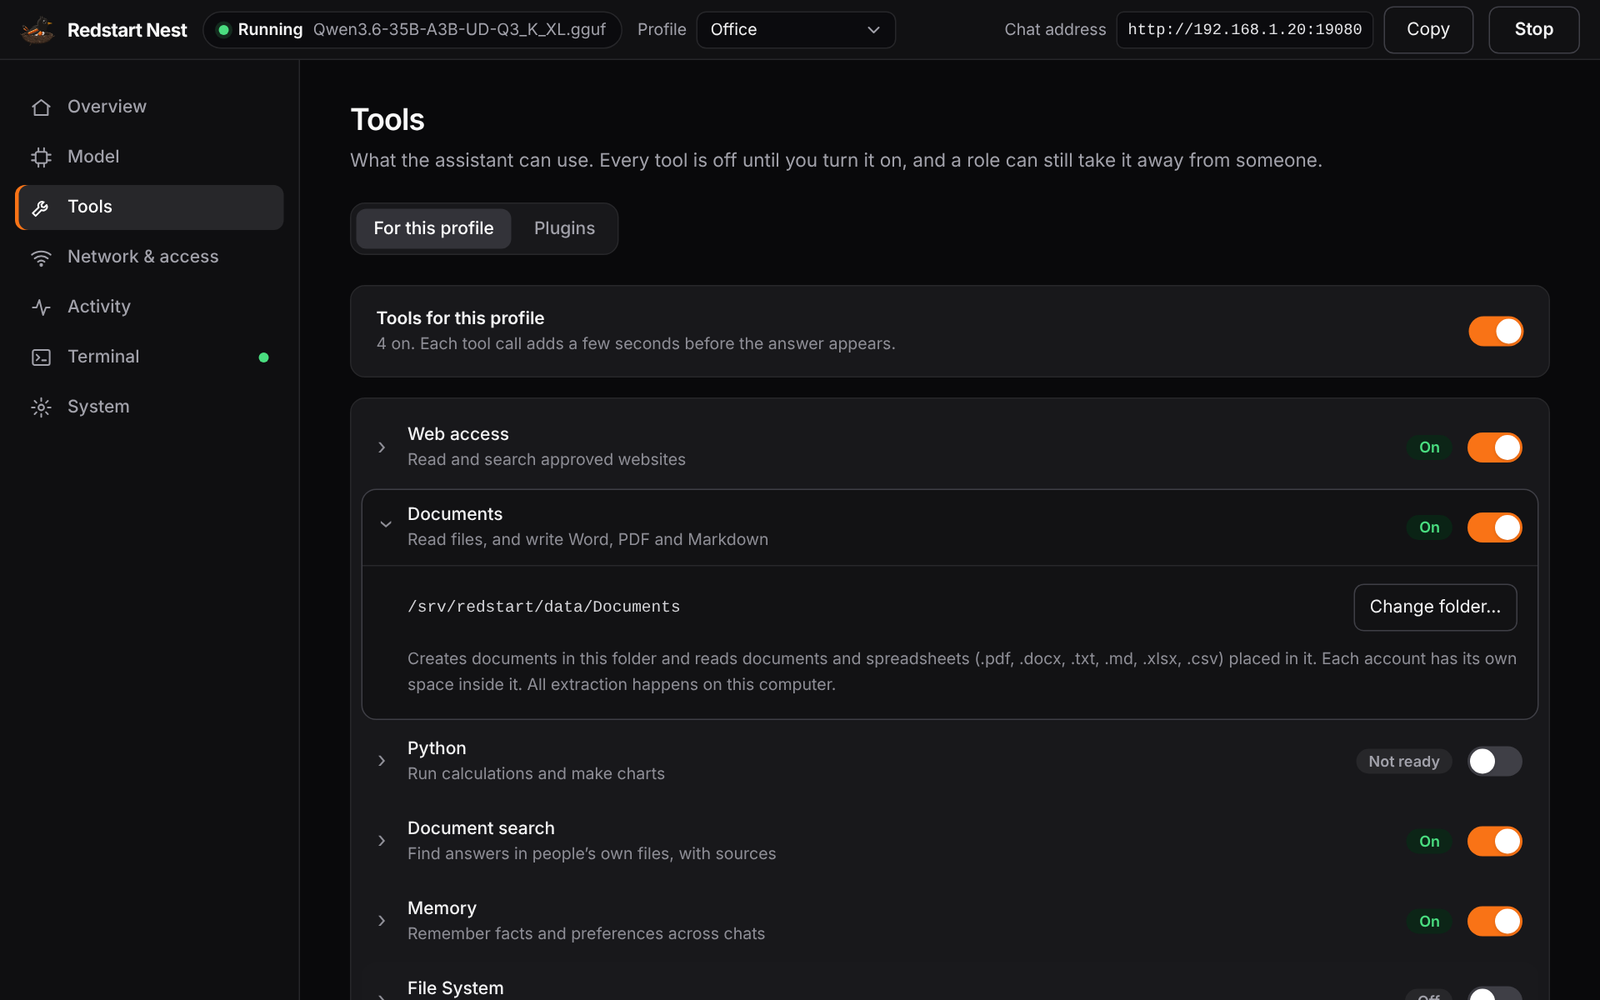 Redstart Nest
Running Qwen3.6-35B-A3B-UD-Q3_K_XL.gguf
Profile
Office
Chat address
http://192.168.1.20:19080
Copy
Stop
Overview
Model
Tools
Network & access
Activity
Terminal
System
Tools
What the assistant can use. Every tool is off until you turn it on, and a role can still take it away from someone.
For this profile
Plugins
Tools for this profile
4 on. Each tool call adds a few seconds before the answer appears.
Web access
Read and search approved websites
On
Documents
Read files, and write Word, PDF and Markdown
On
/srv/redstart/data/Documents
Change folder...
Creates documents in this folder and reads documents and spreadsheets (.pdf, .docx, .txt, .md, .xlsx, .csv) placed in it. Each account has its own
space inside it. All extraction happens on this computer.
Python
Run calculations and make charts
Not ready
Document search
Find answers in people’s own files, with sources
On
Memory
Remember facts and preferences across chats
On
File System
Off